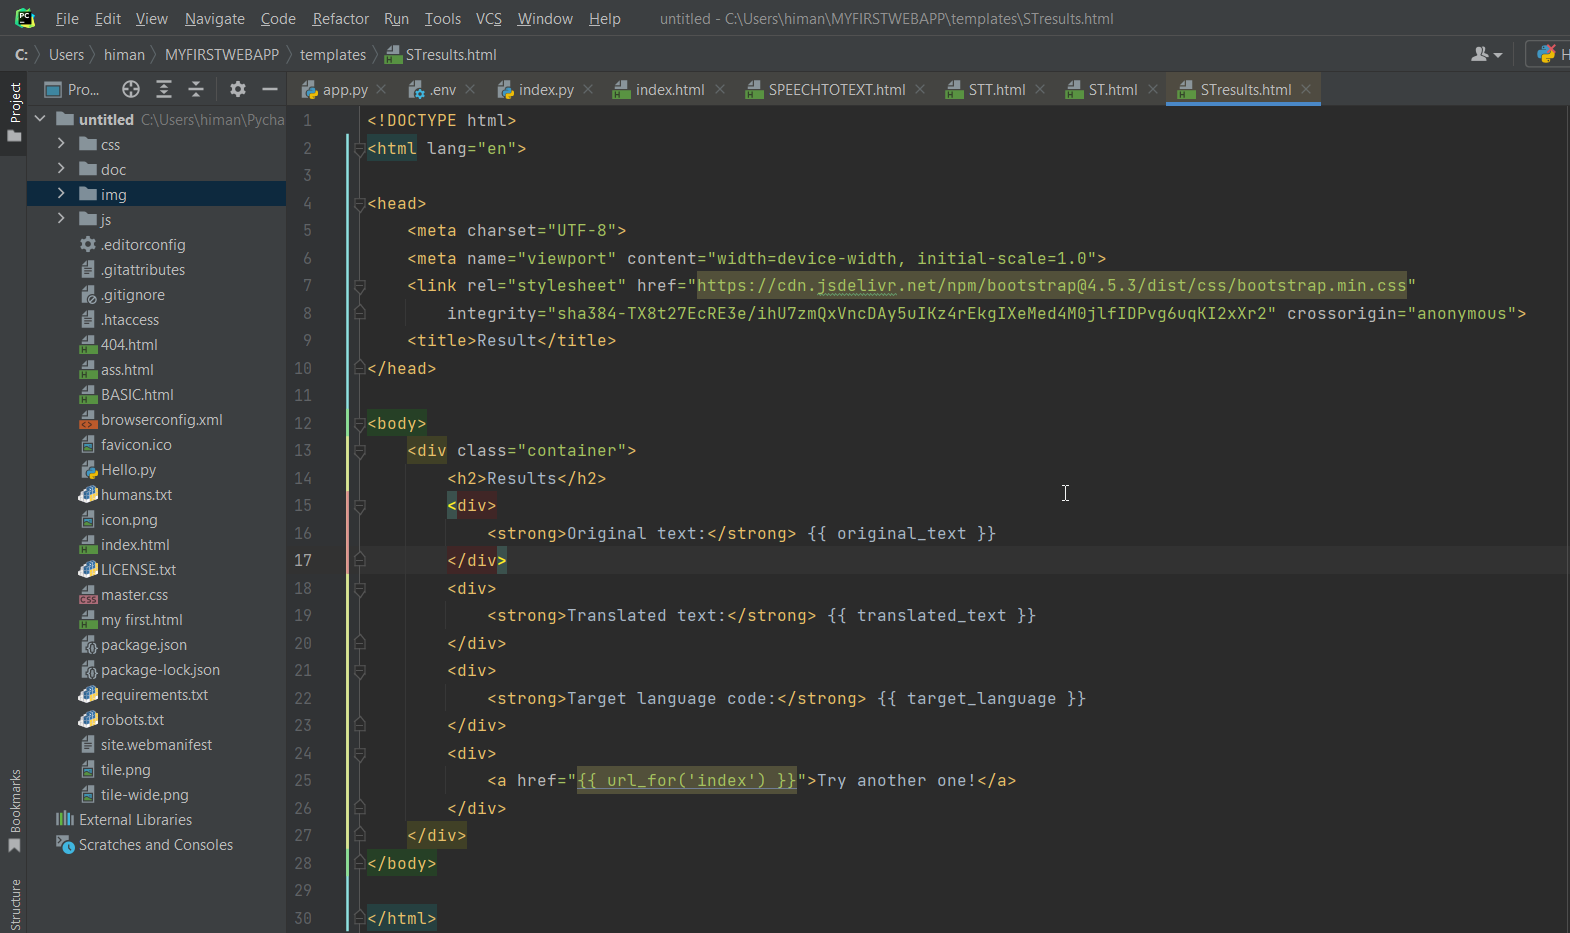 PC File Edit View Navigate Code Refactor Run Tools VCS Window Help untitled - C:\Users\himan\MYFIRSTWEBAPP\templates\STresults.html
C: Users himan MYFIRSTWEBAPP templates STresults.html H
Project
Pro...
app.py .env index.py index.html SPEECHTOTEXT.html STT.html ST.html STresults.html
untitled C:\Users\himan\Pycha
css
doc
img
js
.editorconfig
.gitattributes
.gitignore
.htaccess
404.html
ass.html
BASIC.html
browserconfig.xml
favicon.ico
Hello.py
humans.txt
icon.png
index.html
LICENSE.txt
master.css
my first.html
package.json
package-lock.json
requirements.txt
robots.txt
site.webmanifest
tile.png
tile-wide.png
External Libraries
Scratches and Consoles
Bookmarks
Structure
1 <!DOCTYPE html>
2 <html lang="en">
3
4 <head>
5 <meta charset="UTF-8">
6 <meta name="viewport" content="width=device-width, initial-scale=1.0">
7 <link rel="stylesheet" href="https://cdn.jsdelivr.net/npm/bootstrap@4.5.3/dist/css/bootstrap.min.css"
8 integrity="sha384-TX8t27EcRE3e/ihU7zmQxVncDAy5uIKz4rEkgIXeMed4M0jlfIDPvg6uqKI2xXr2" crossorigin="anonymous">
9 <title>Result</title>
10 </head>
11
12 <body>
13 <div class="container">
14 <h2>Results</h2>
15 <div>
16 <strong>Original text:</strong> {{ original_text }}
17 </div>
18 <div>
19 <strong>Translated text:</strong> {{ translated_text }}
20 </div>
21 <div>
22 <strong>Target language code:</strong> {{ target_language }}
23 </div>
24 <div>
25 <a href="{{ url_for('index') }}">Try another one!</a>
26 </div>
27 </div>
28 </body>
29
30 </html>